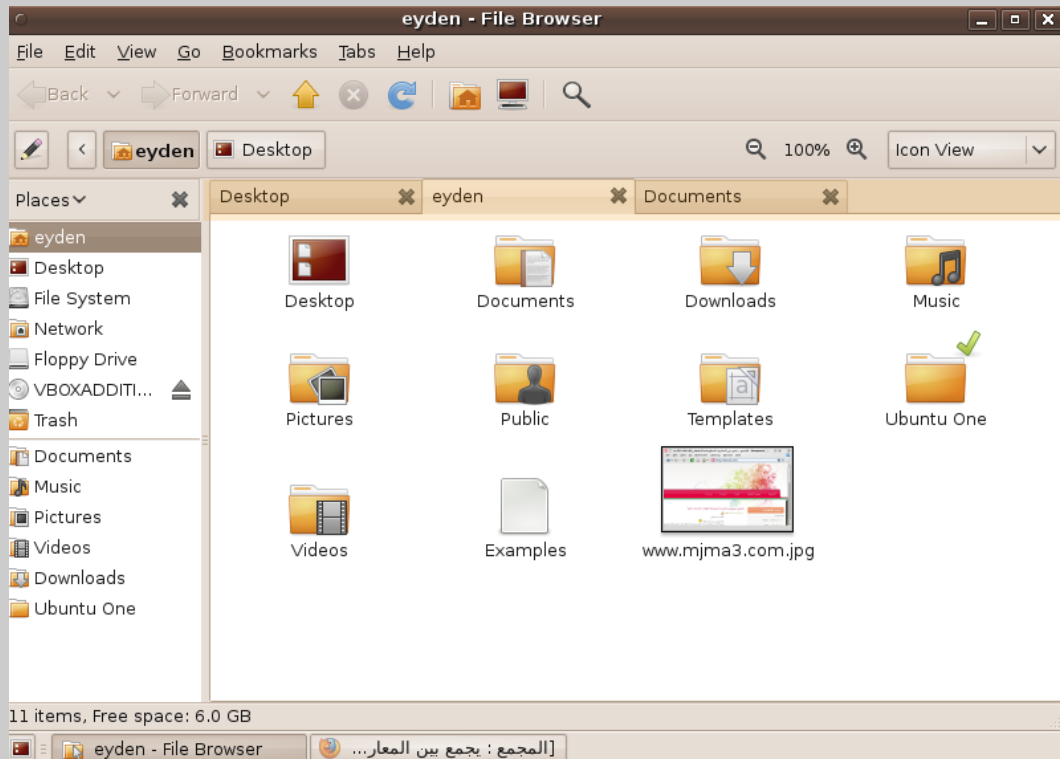 eyden - File Browser
File Edit View Go Bookmarks Tabs Help
Back Forward
eyden Desktop 100% Icon View
Places Desktop eyden Documents
eyden
Desktop
File System
Network
Floppy Drive
VBOXADDITI...
Trash
Documents
Music
Pictures
Videos
Downloads
Ubuntu One
Desktop Documents Downloads Music
Pictures Public Templates Ubuntu One
Videos Examples www.mjma3.com.jpg
11 items, Free space: 6.0 GB
eyden - File Browser [المجمع : يجمع بين المعار...